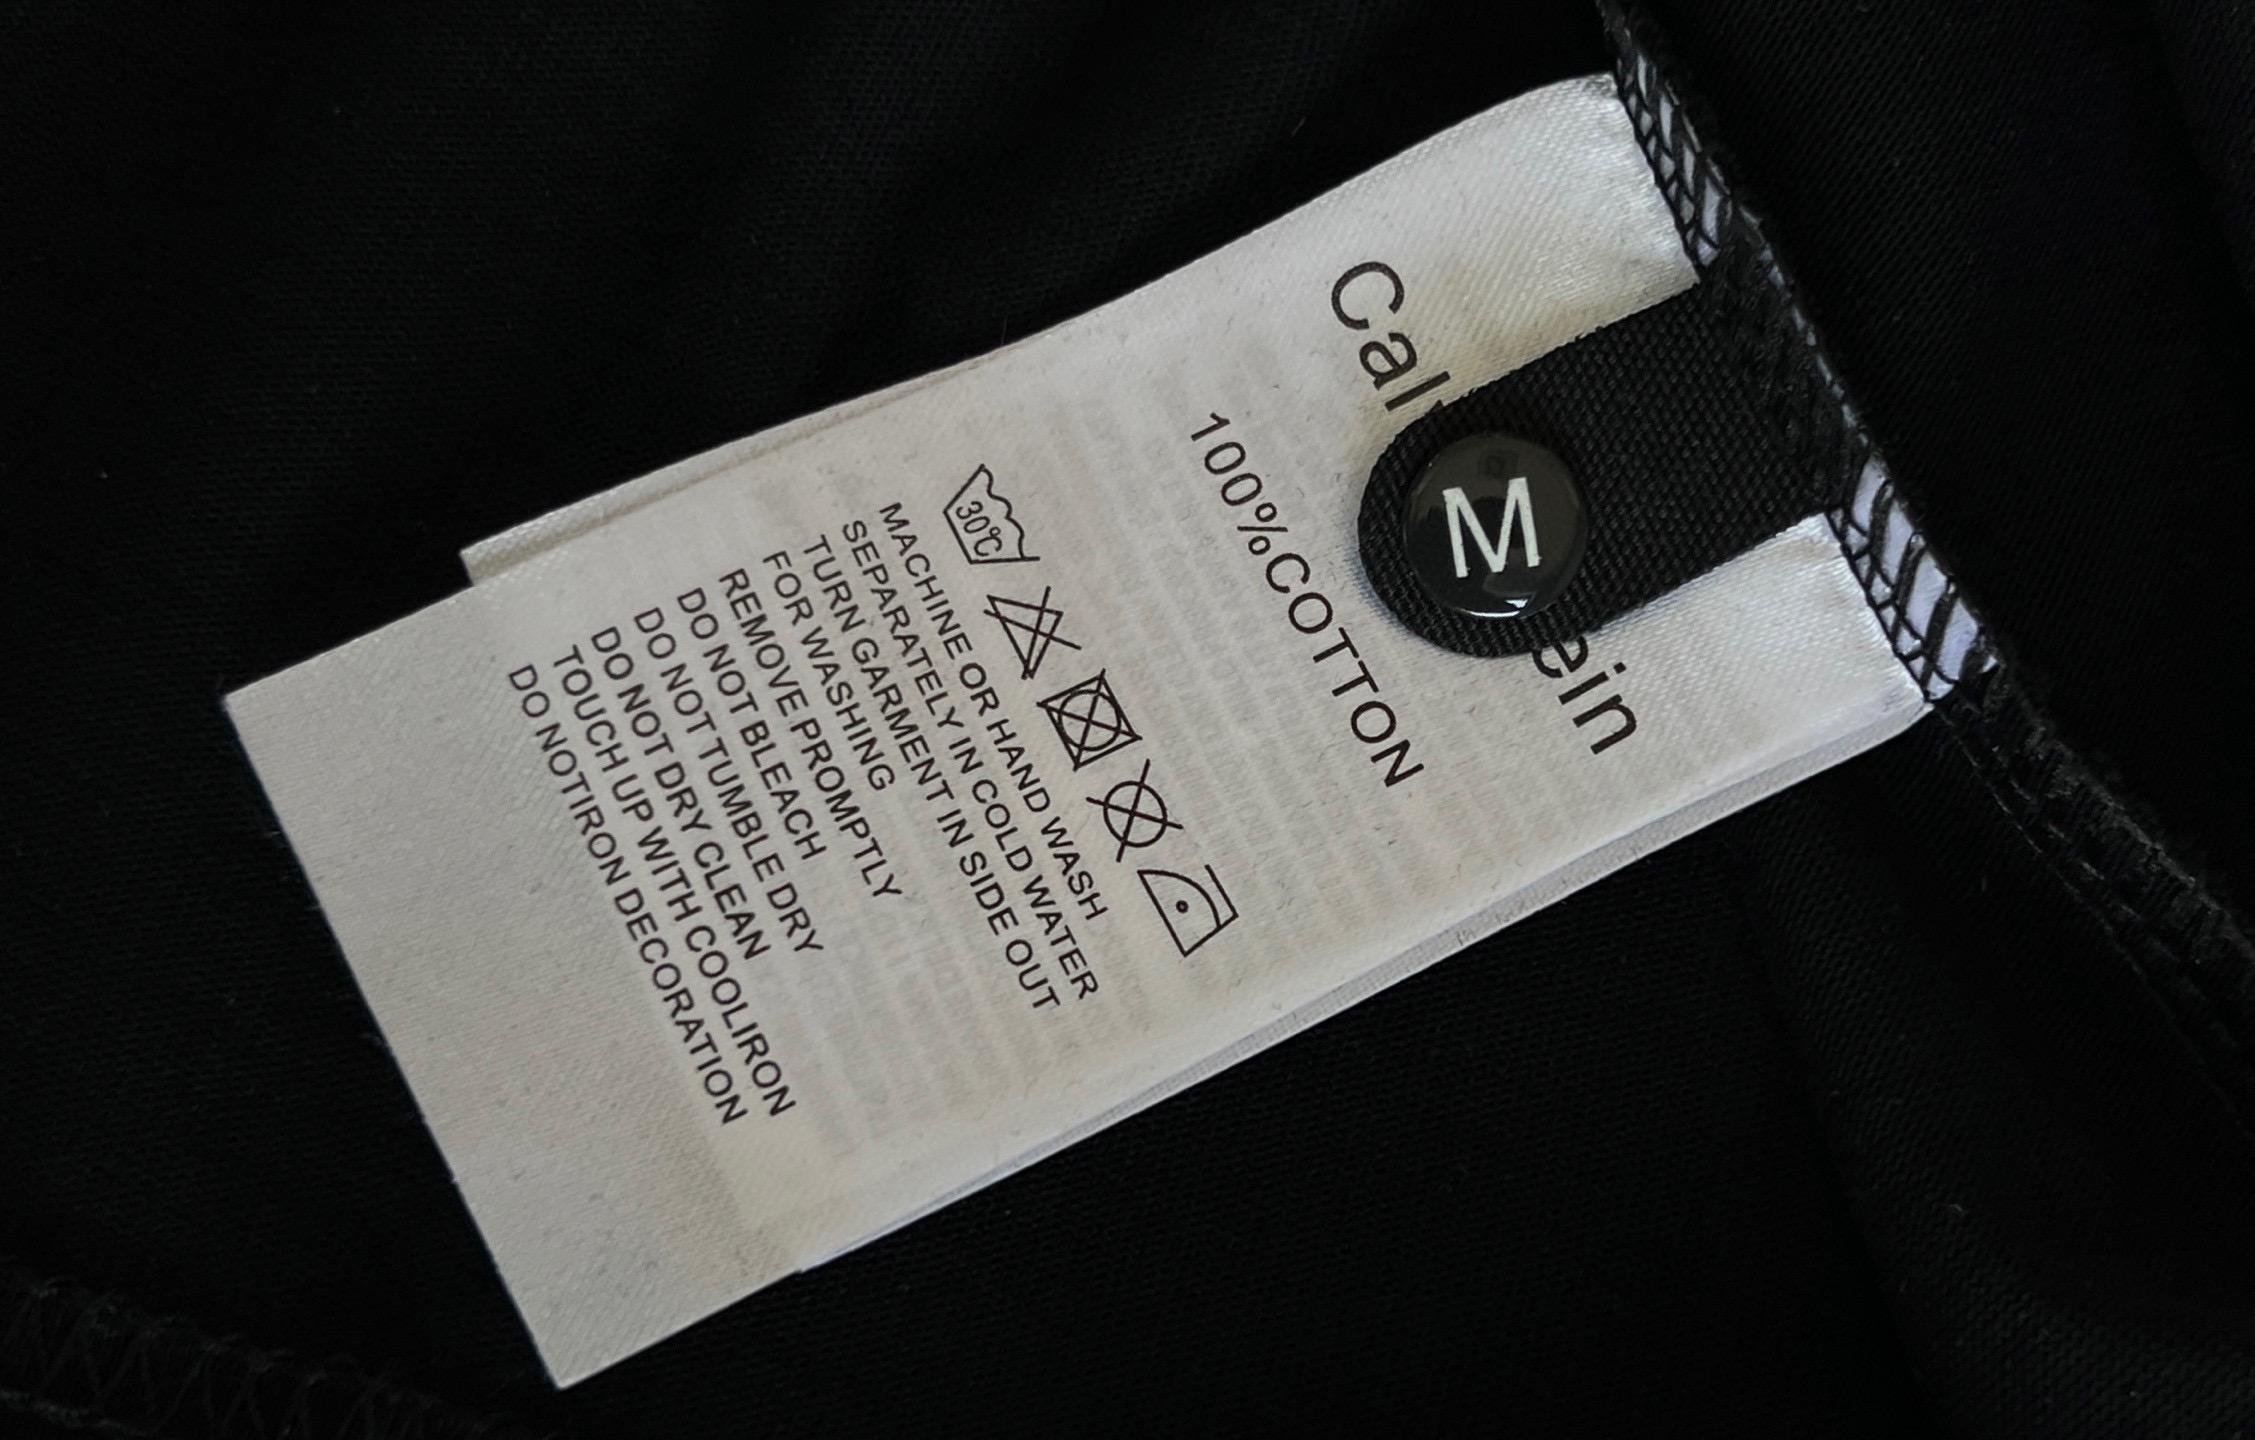 Cal ein
M
100%COTTON
30℃
MACHINE OR HAND WASH
SEPARATELY IN COLD WATER
TURN GARMENT IN SIDE OUT
FOR WASHING
REMOVE PROMPTLY
DO NOT BLEACH
DO NOT TUMBLE DRY
DO NOT DRY CLEAN
TOUCH UP WITH COOLIRON
DO NOTIRON DECORATION